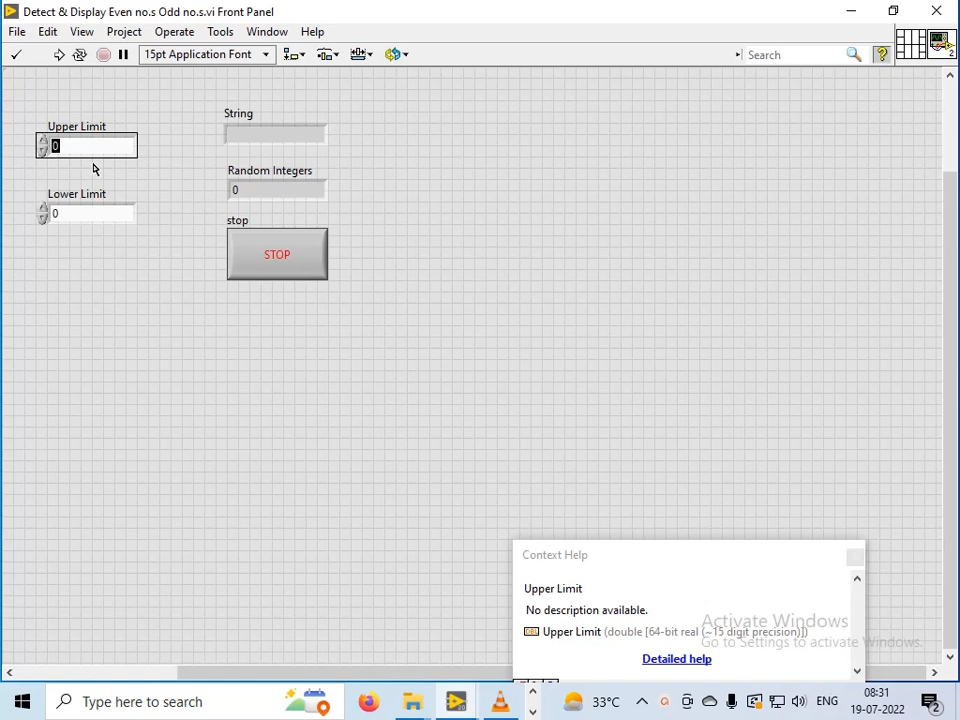 Detect & Display Even no.s Odd no.s.vi Front Panel
File Edit View Project Operate Tools Window Help
15pt Application Font
Search
?
2
String
Upper Limit
0
Random Integers
0
Lower Limit
0
stop
STOP
Context Help
Upper Limit
No description available.
DBL Upper Limit (double [64-bit real (~15 digit precision)])
Detailed help
Activate Windows
Go to Settings to activate Windows.
Type here to search
33°C
ENG
08:31
19-07-2022
2